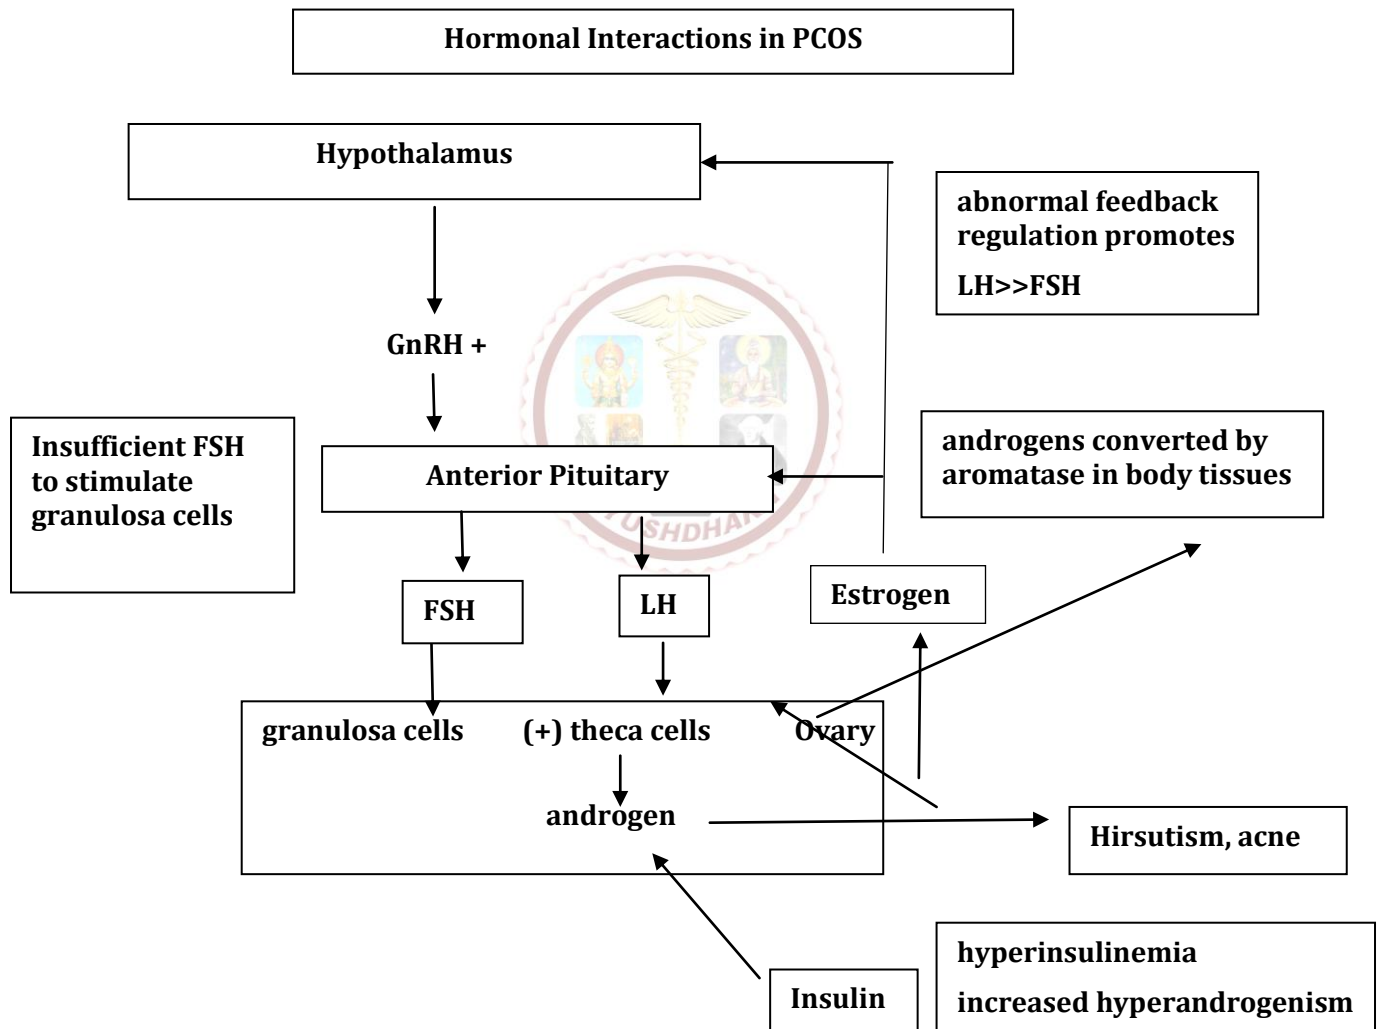 Hormonal Interactions in PCOS
Hypothalamus
abnormal feedback
regulation promotes
LH>>FSH
GnRH +
Insufficient FSH
to stimulate
granulosa cells
Anterior Pituitary
androgens converted by
aromatase in body tissues
USHDHARA
FSH
LH
Estrogen
granulosa cells (+) theca cells Ovary
androgen
Hirsutism, acne
Insulin
hyperinsulinemia
increased hyperandrogenism